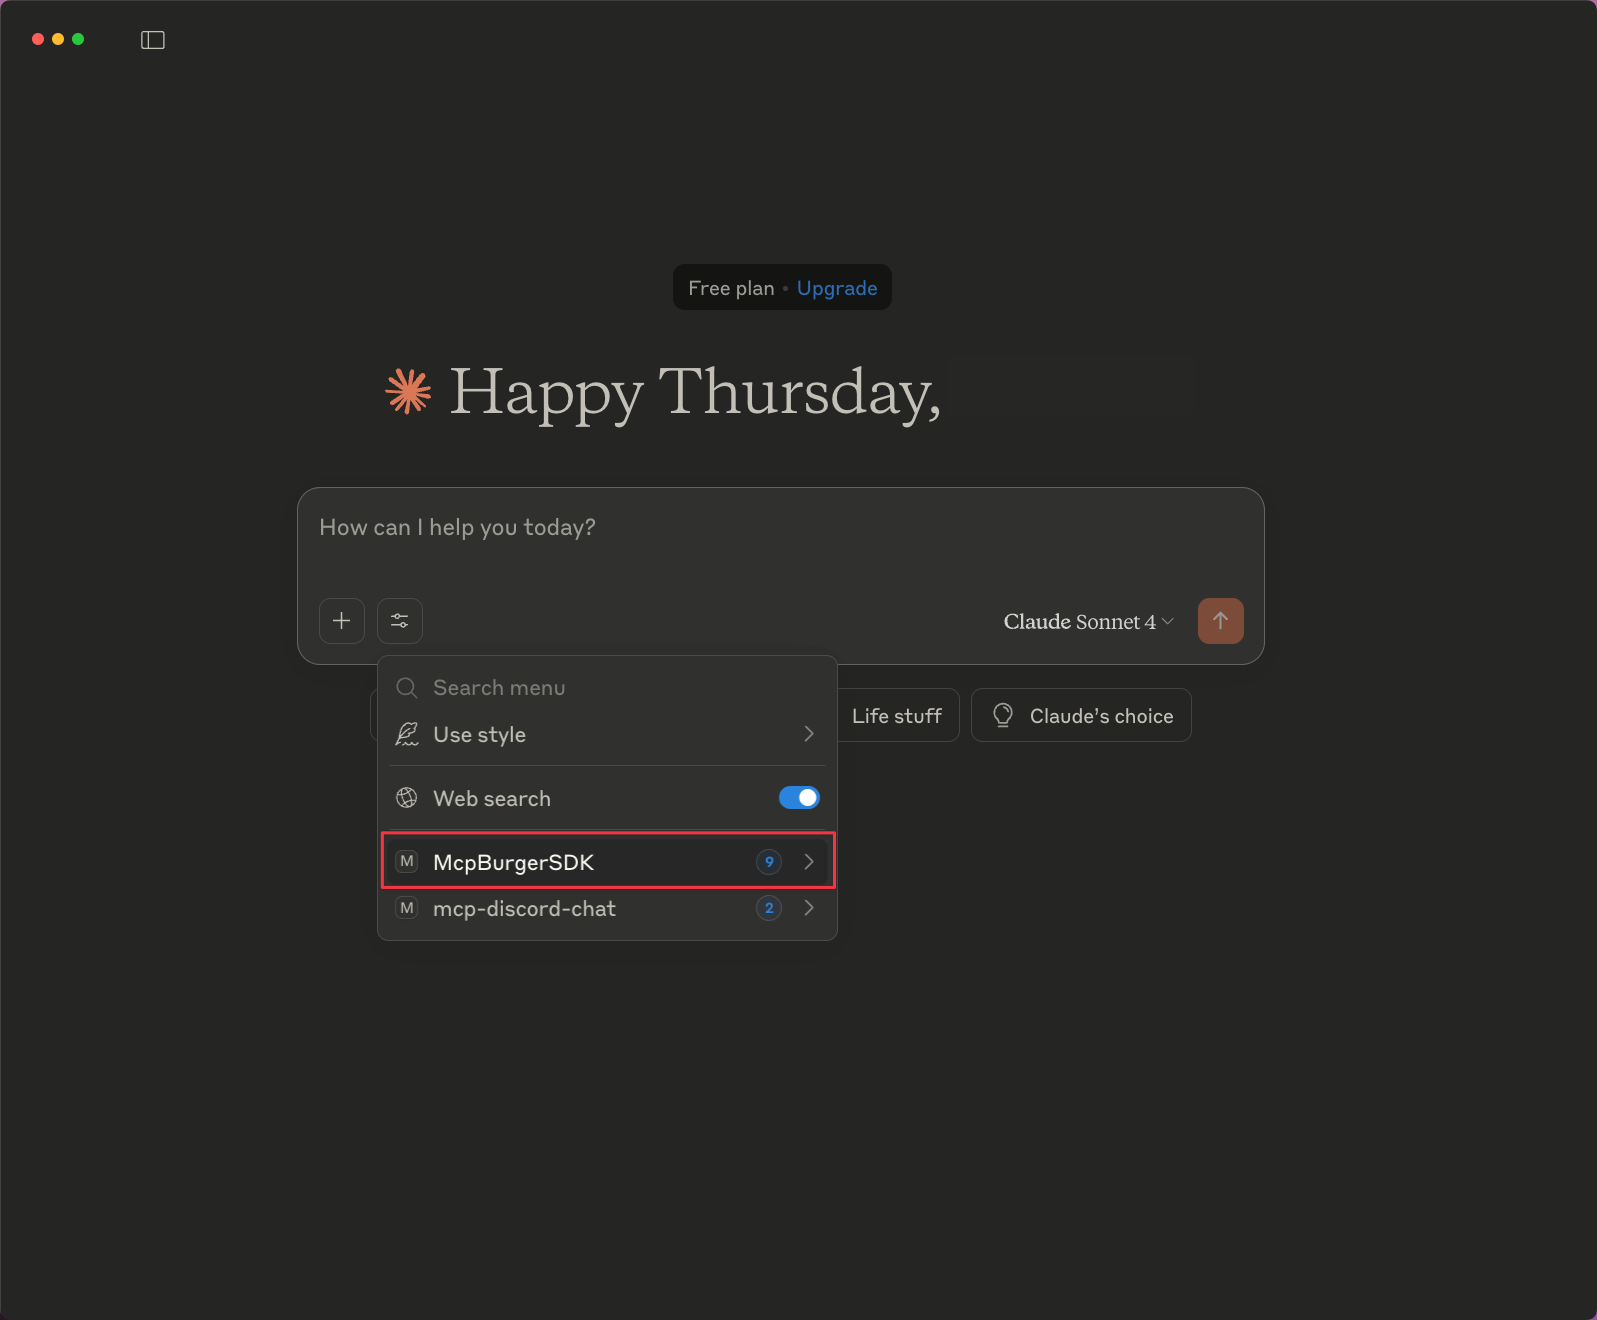 Free plan • Upgrade
Happy Thursday,
How can I help you today?
Claude Sonnet 4
Search menu
Use style
Life stuff
Claude's choice
Web search
M McpBurgerSDK 9
M mcp-discord-chat 2